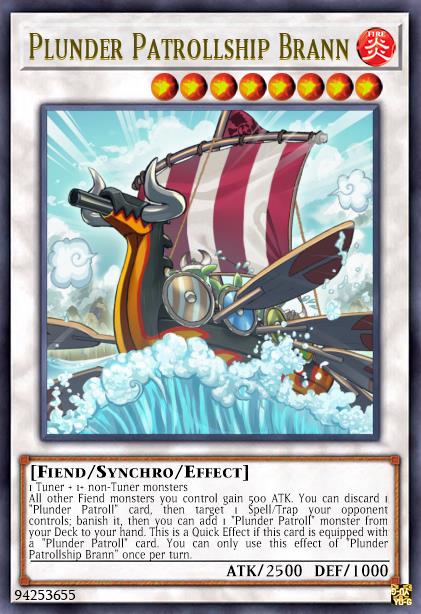 PLUNDER PATROLLSHIP BRANN
FIRE
炎
[FIEND/SYNCHRO/EFFECT]
1 Tuner + 1+ non-Tuner monsters
All other Fiend monsters you control gain 500 ATK. You can discard 1
"Plunder Patroll" card, then target 1 Spell/Trap your opponent
controls; banish it, then you can add 1 "Plunder Patroll" monster from
your Deck to your hand. This is a Quick Effect if this card is equipped
with a "Plunder Patroll" card. You can only use this effect of "Plunder
Patrollship Brann" once per turn.
ATK/2500 DEF/1000
94253655